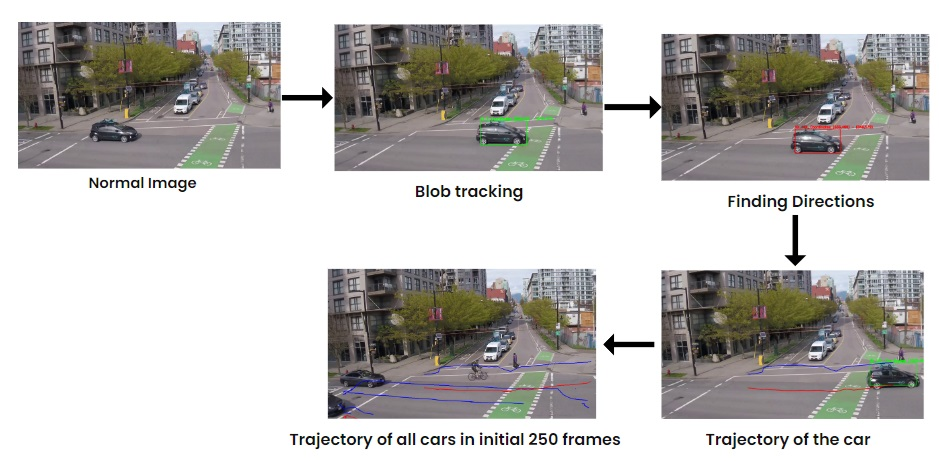 Normal Image
Blob tracking
Finding Directions
Trajectory of the car
Trajectory of all cars in initial 250 frames